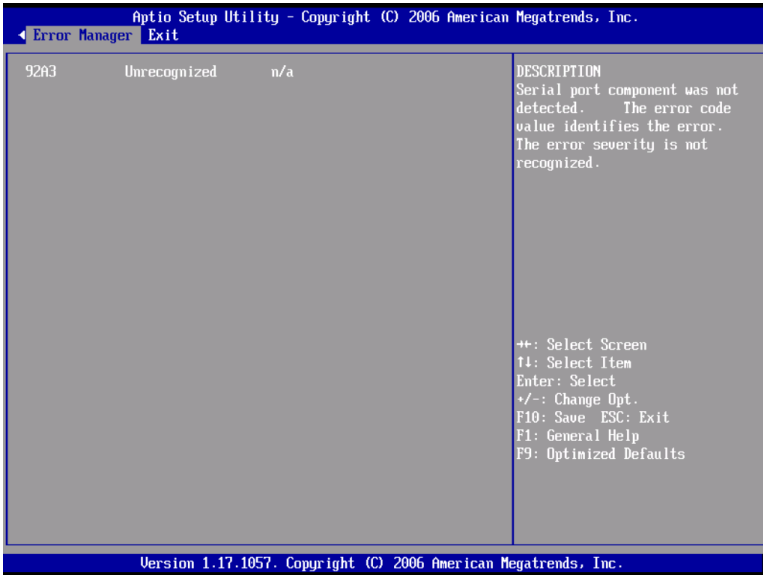 Aptio Setup Utility - Copyright (C) 2006 American Megatrends, Inc.
Error Manager Exit
92A3 Unrecognized n/a
DESCRIPTION
Serial port component was not
detected. The error code
value identifies the error.
The error severity is not
recognized.
→←: Select Screen
↑↓: Select Item
Enter: Select
+/-: Change Opt.
F10: Save ESC: Exit
F1: General Help
F9: Optimized Defaults
Version 1.17.1057. Copyright (C) 2006 American Megatrends, Inc.